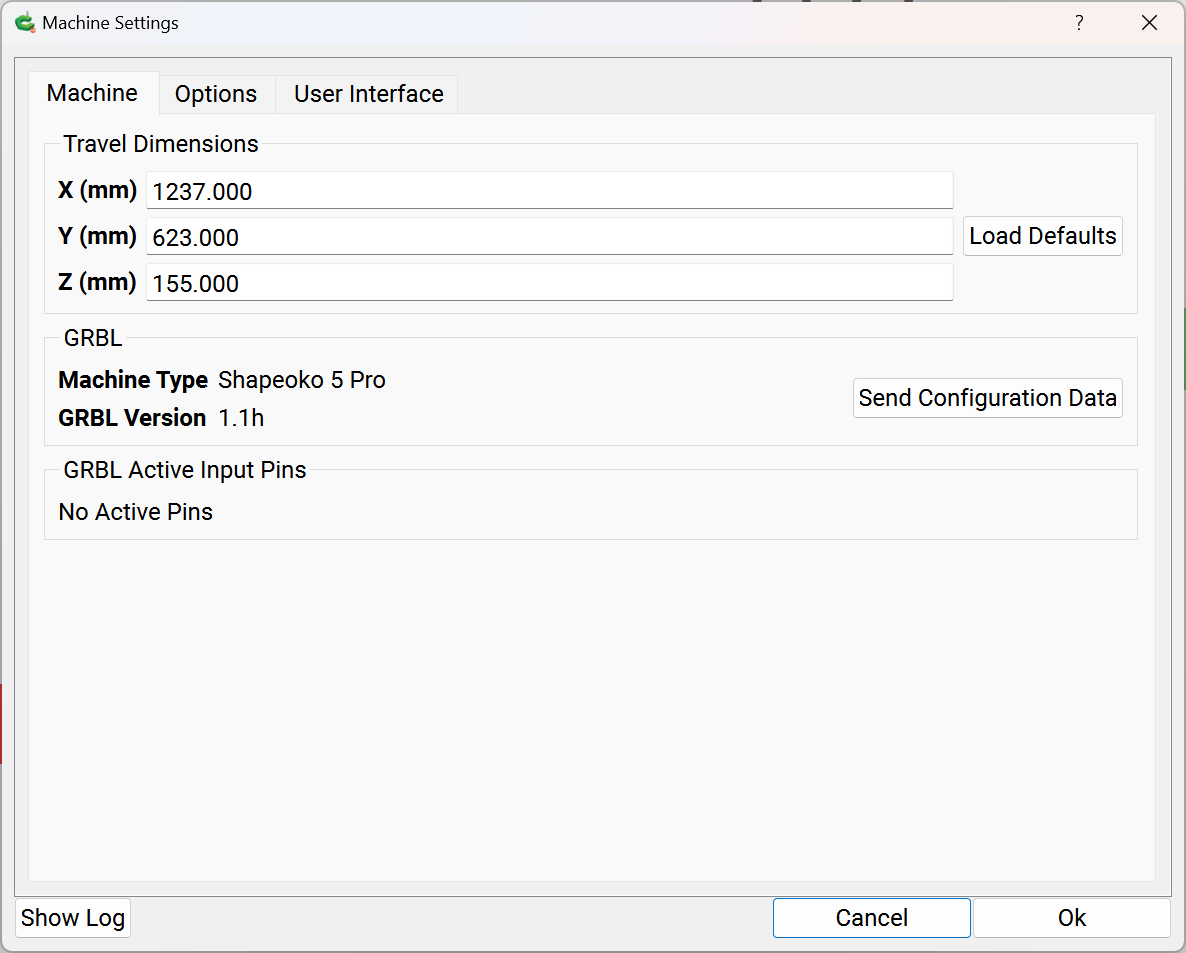 Machine Settings
?
Machine Options User Interface
Travel Dimensions
X (mm) 1237.000
Y (mm) 623.000 Load Defaults
Z (mm) 155.000
GRBL
Machine Type Shapeoko 5 Pro
Send Configuration Data
GRBL Version 1.1h
GRBL Active Input Pins
No Active Pins
Show Log Cancel Ok